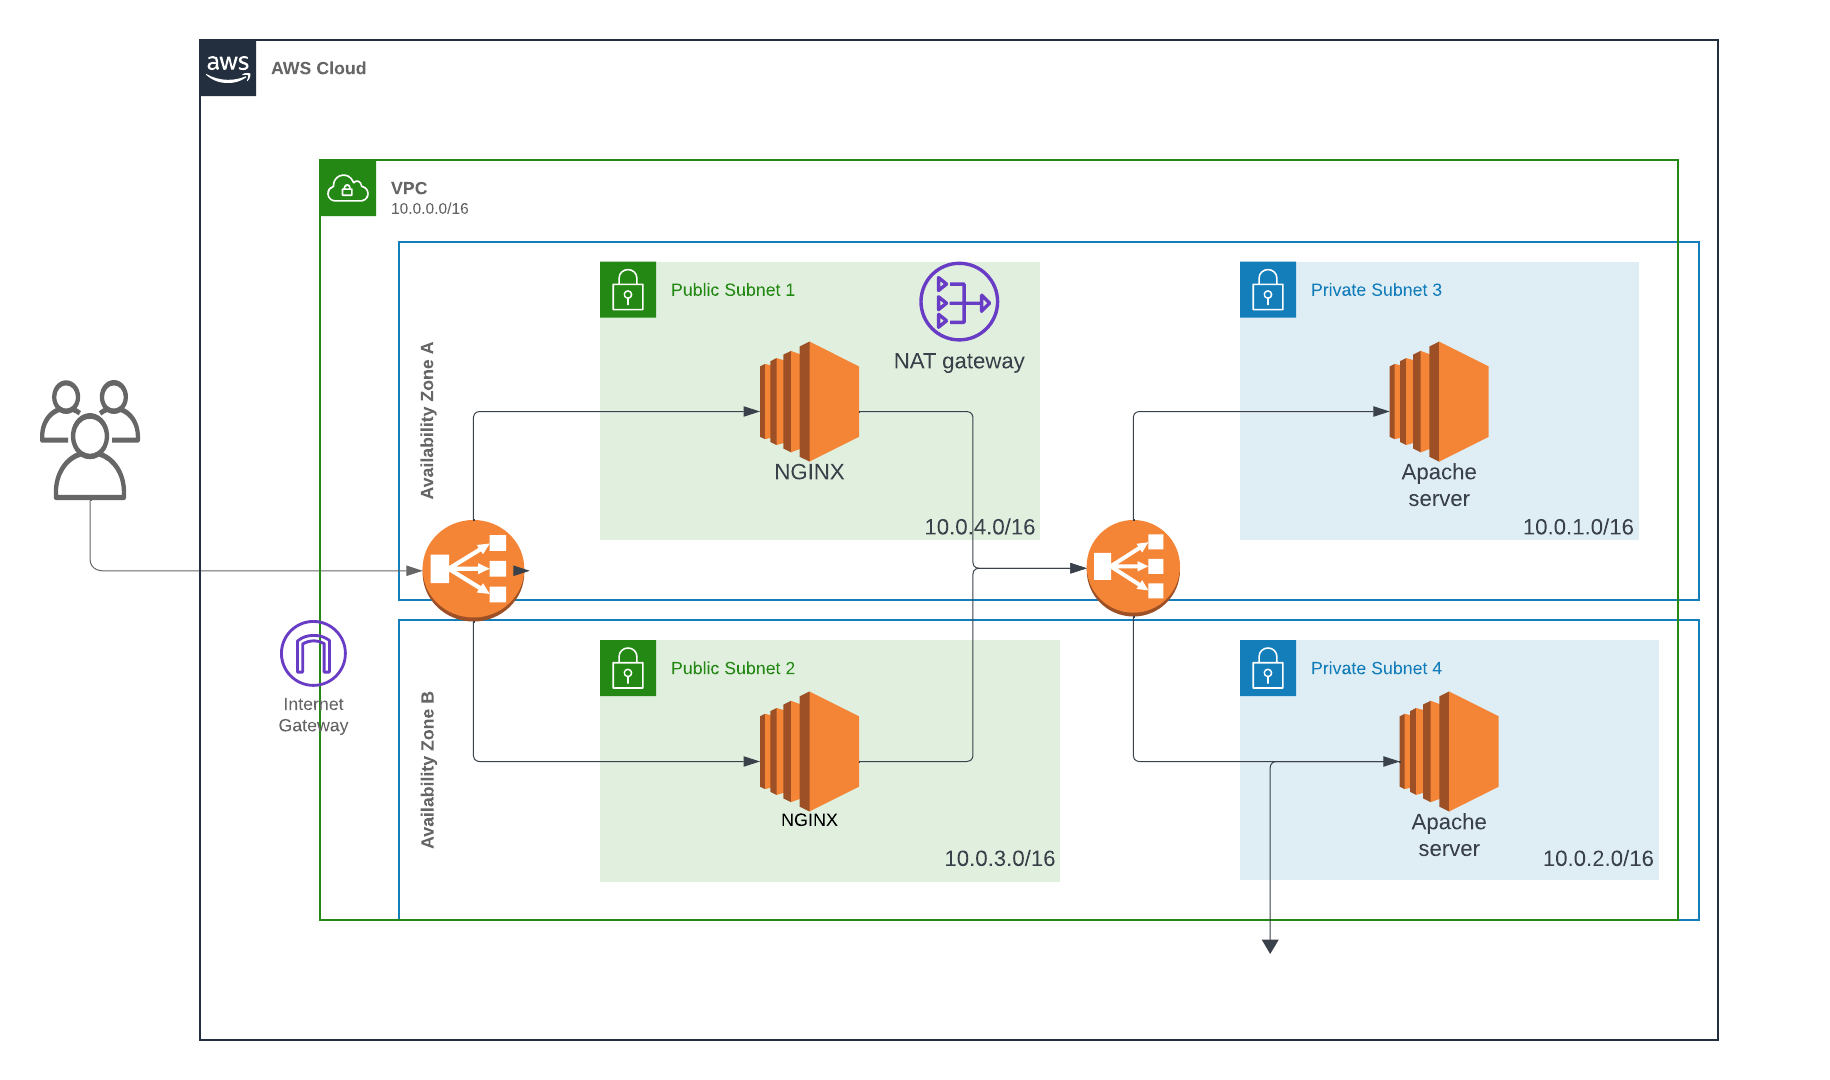 aws
AWS Cloud
VPC
10.0.0.0/16
Availability Zone A
Public Subnet 1
NAT gateway
NGINX
10.0.4.0/16
Private Subnet 3
Apache
server
10.0.1.0/16
Internet
Gateway
Availability Zone B
Public Subnet 2
NGINX
10.0.3.0/16
Private Subnet 4
Apache
server
10.0.2.0/16